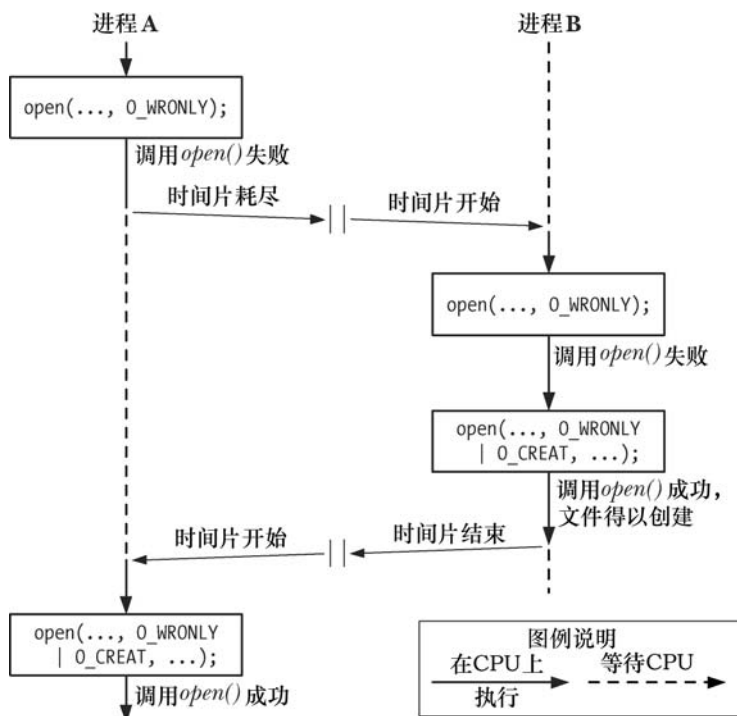 进程A
进程B
open(..., O_WRONLY);
调用open()失败
时间片耗尽
时间片开始
open(..., O_WRONLY);
调用open()失败
open(..., O_WRONLY
| O_CREAT, ...);
调用open()成功，
文件得以创建
时间片结束
时间片开始
open(..., O_WRONLY
| O_CREAT, ...);
调用open()成功
图例说明
在CPU上
执行
等待CPU